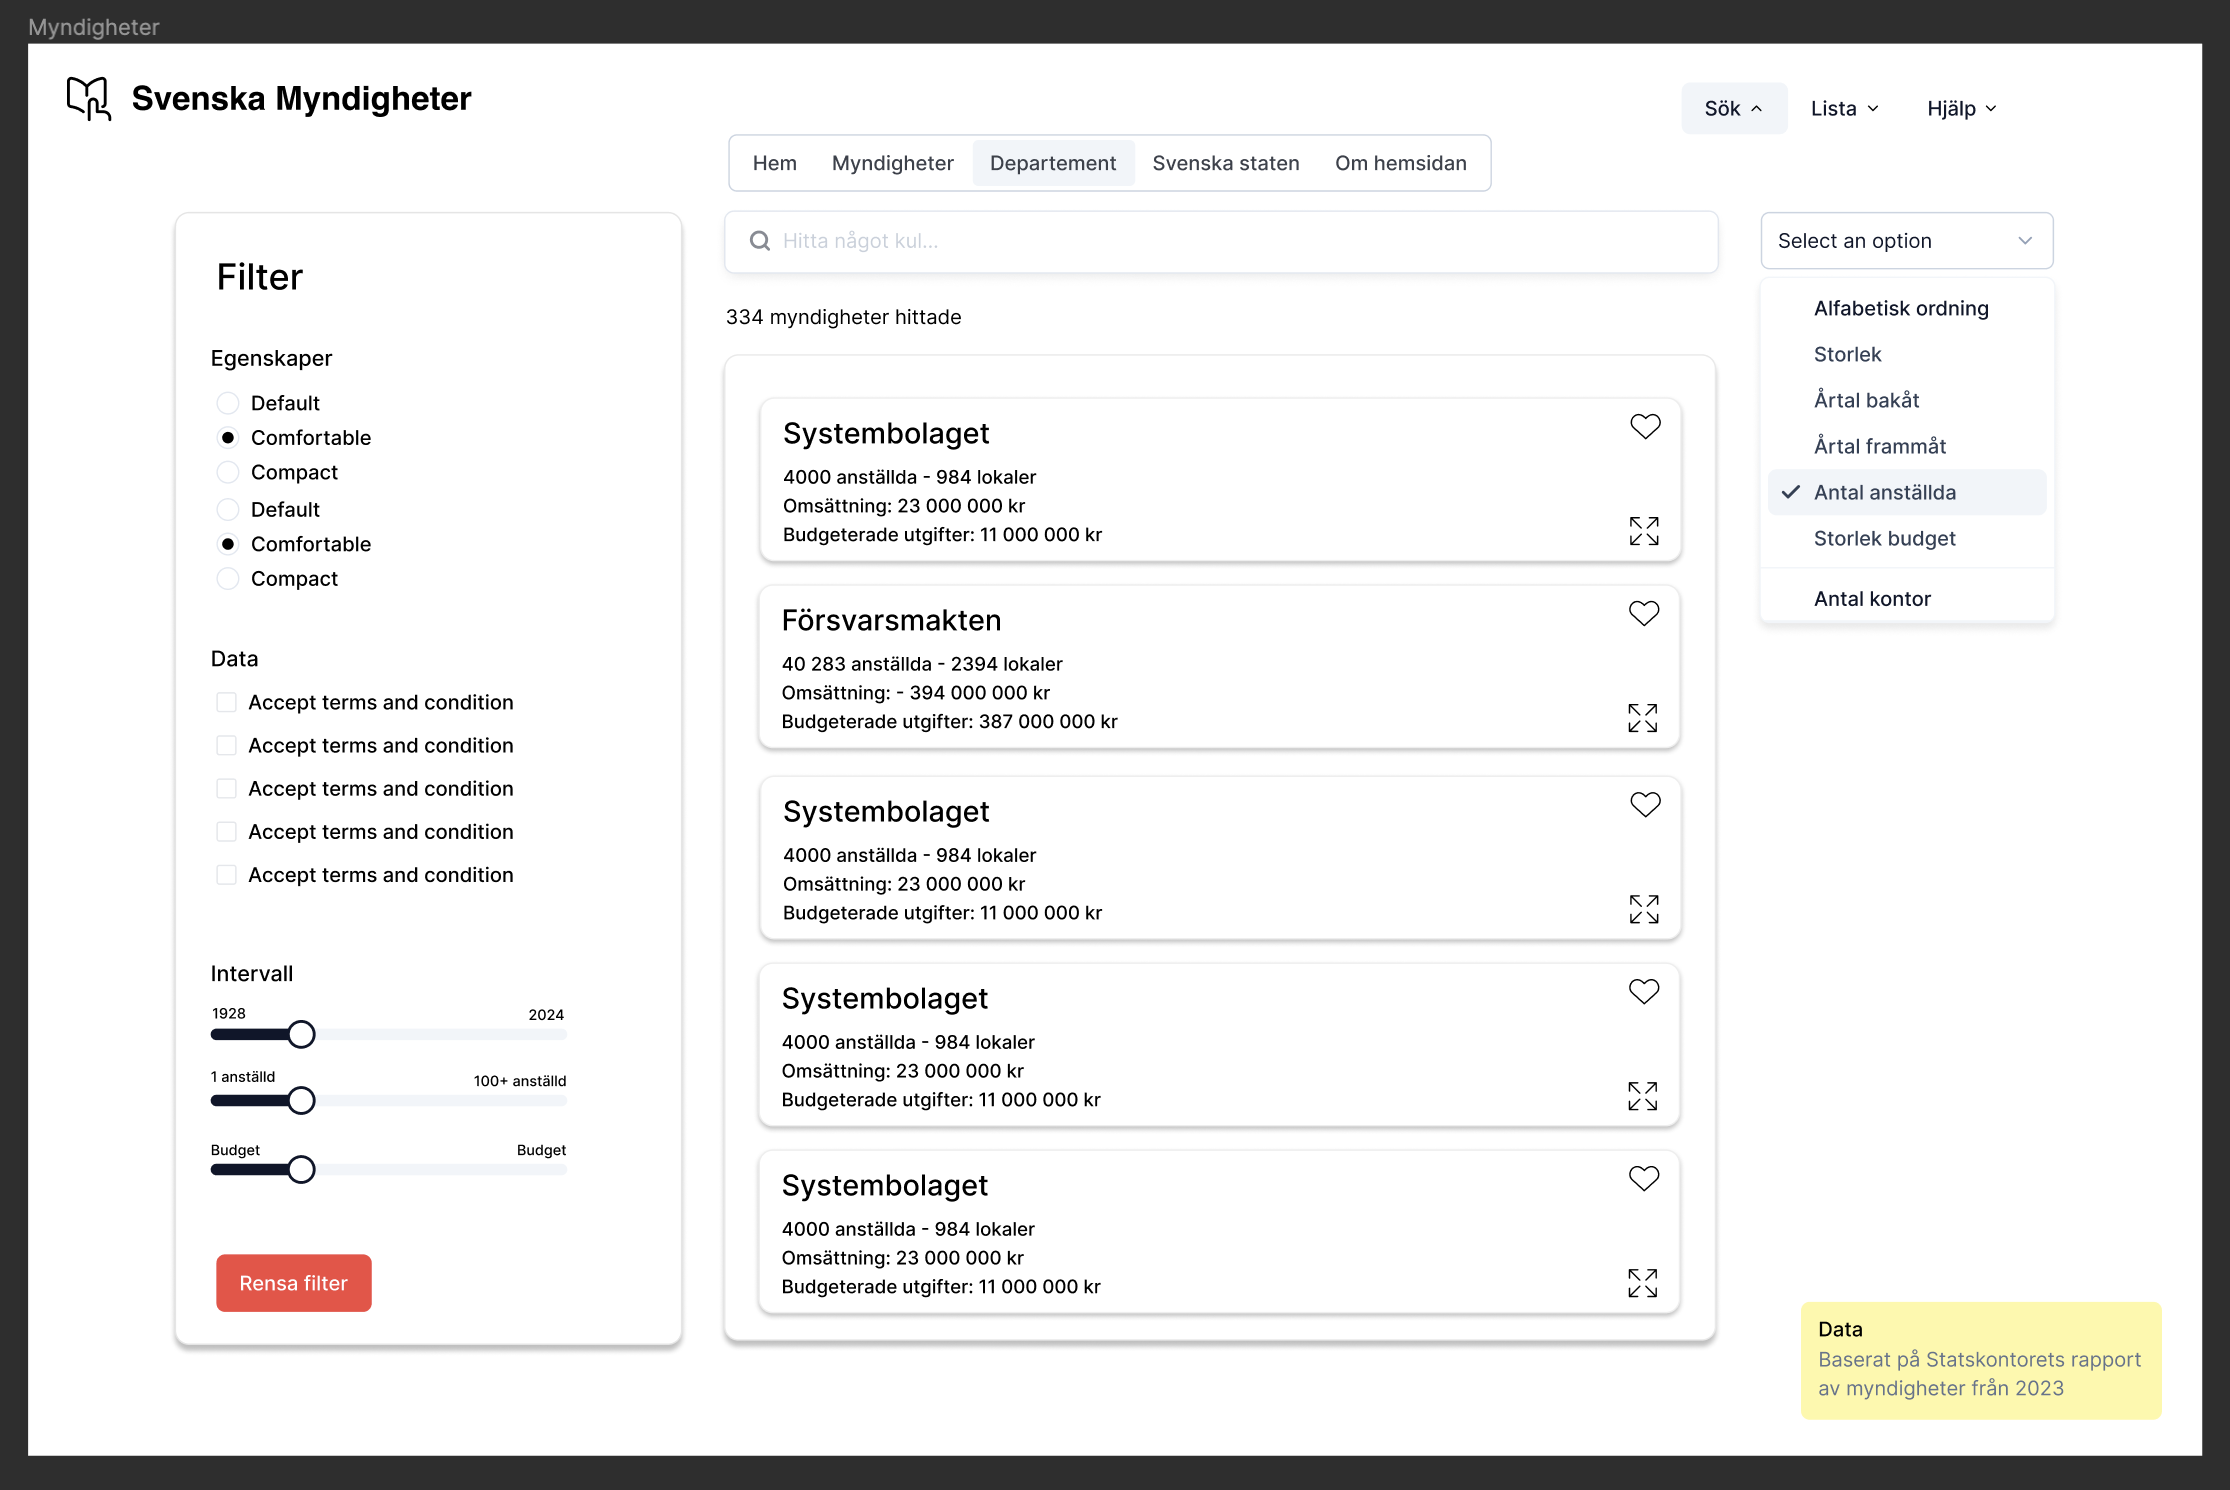 Myndigheter
Svenska Myndigheter
Sök
Lista
Hjälp
Hem
Myndigheter
Departement
Svenska staten
Om hemsidan
Filter
Egenskaper
Default
Comfortable
Compact
Default
Comfortable
Compact
Data
Accept terms and condition
Accept terms and condition
Accept terms and condition
Accept terms and condition
Accept terms and condition
Intervall
1928
2024
1 anställd
100+ anställd
Budget
Budget
Rensa filter
Hitta något kul...
334 myndigheter hittade
Systembolaget
4000 anställda - 984 lokaler
Omsättning: 23 000 000 kr
Budgeterade utgifter: 11 000 000 kr
Försvarsmakten
40 283 anställda - 2394 lokaler
Omsättning: - 394 000 000 kr
Budgeterade utgifter: 387 000 000 kr
Systembolaget
4000 anställda - 984 lokaler
Omsättning: 23 000 000 kr
Budgeterade utgifter: 11 000 000 kr
Systembolaget
4000 anställda - 984 lokaler
Omsättning: 23 000 000 kr
Budgeterade utgifter: 11 000 000 kr
Systembolaget
4000 anställda - 984 lokaler
Omsättning: 23 000 000 kr
Budgeterade utgifter: 11 000 000 kr
Select an option
Alfabetisk ordning
Storlek
Årtal bakåt
Årtal frammåt
Antal anställda
Storlek budget
Antal kontor
Data
Baserat på Statskontorets rapport
av myndigheter från 2023